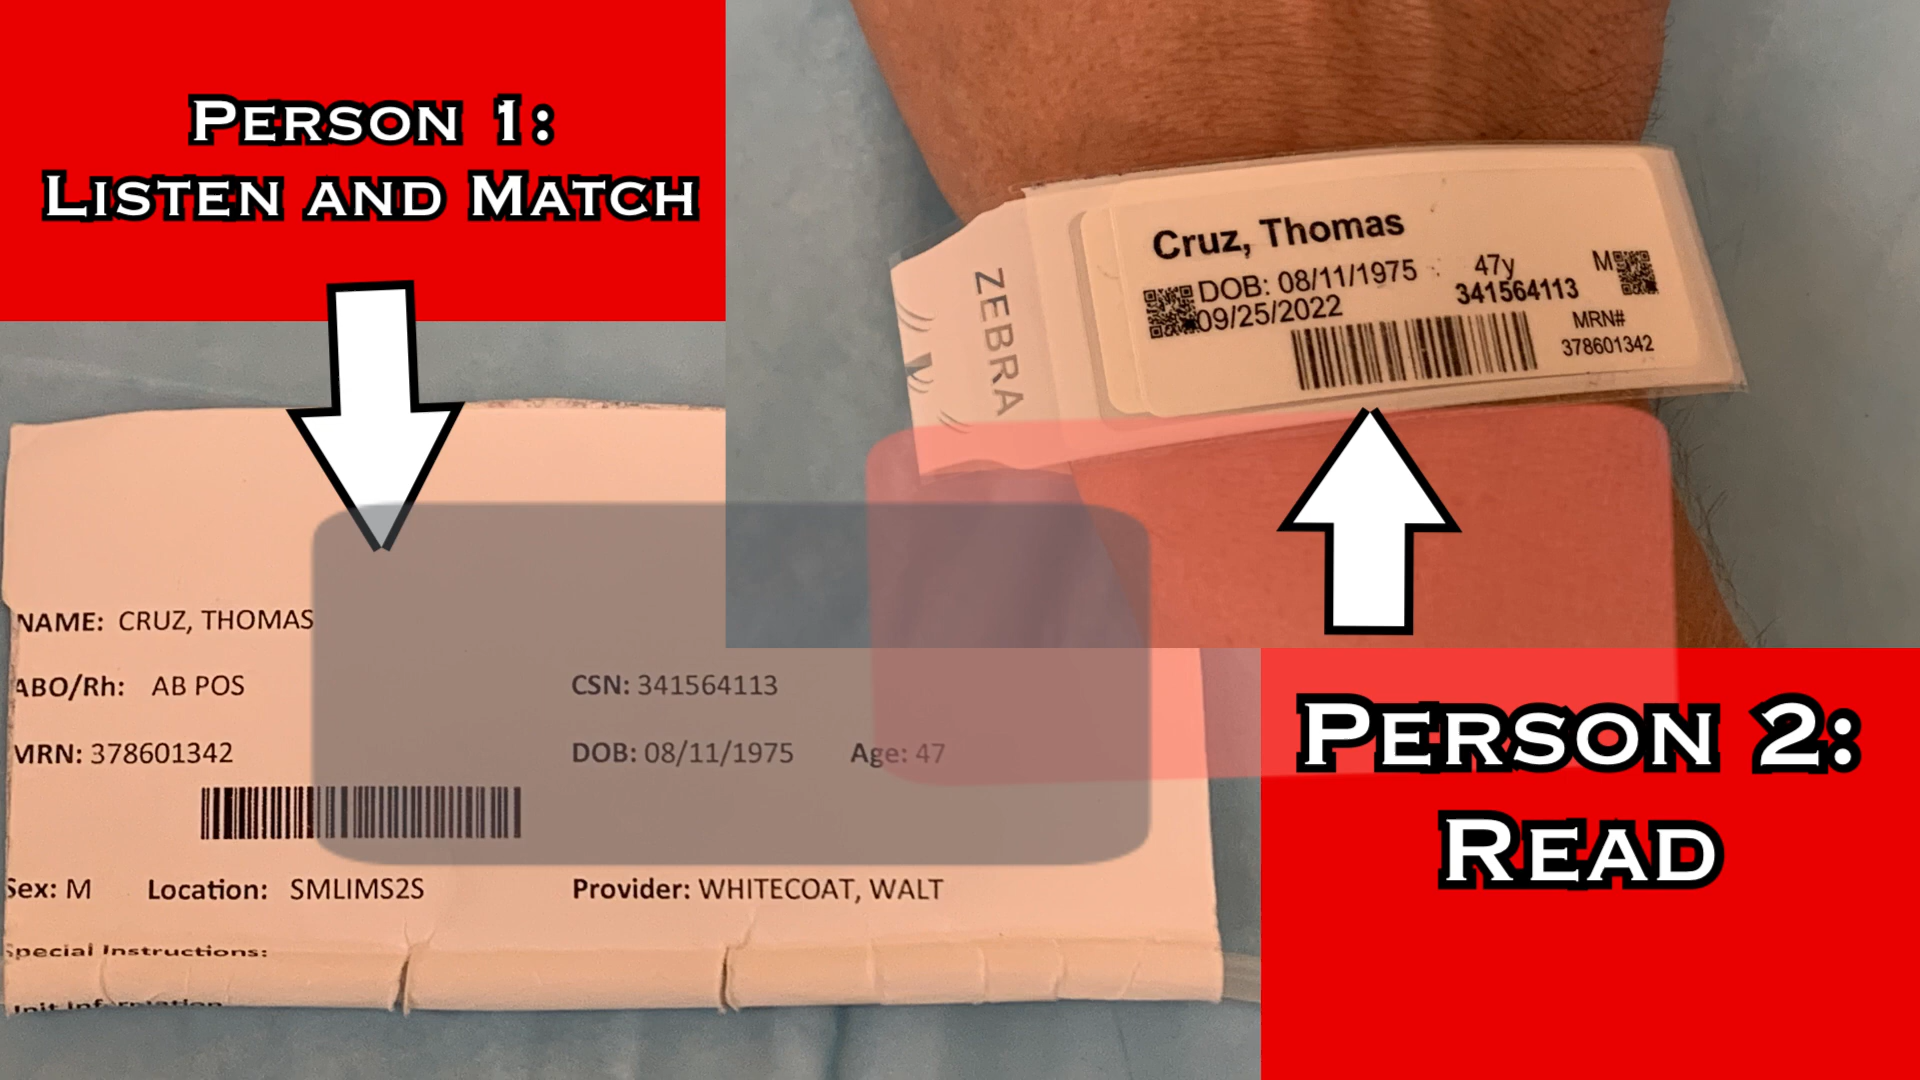 PERSON 1:
LISTEN AND MATCH
ZEBRA
Cruz, Thomas
DOB: 08/11/1975 47y M
09/25/2022 341564113
MRN#
378601342
NAME: CRUZ, THOMAS
ABO/Rh: AB POS CSN: 341564113
MRN: 378601342 DOB: 08/11/1975 Age: 47
Sex: M Location: SMLIMS2S Provider: WHITECOAT, WALT
Special Instructions:
Unit Information
PERSON 2:
READ